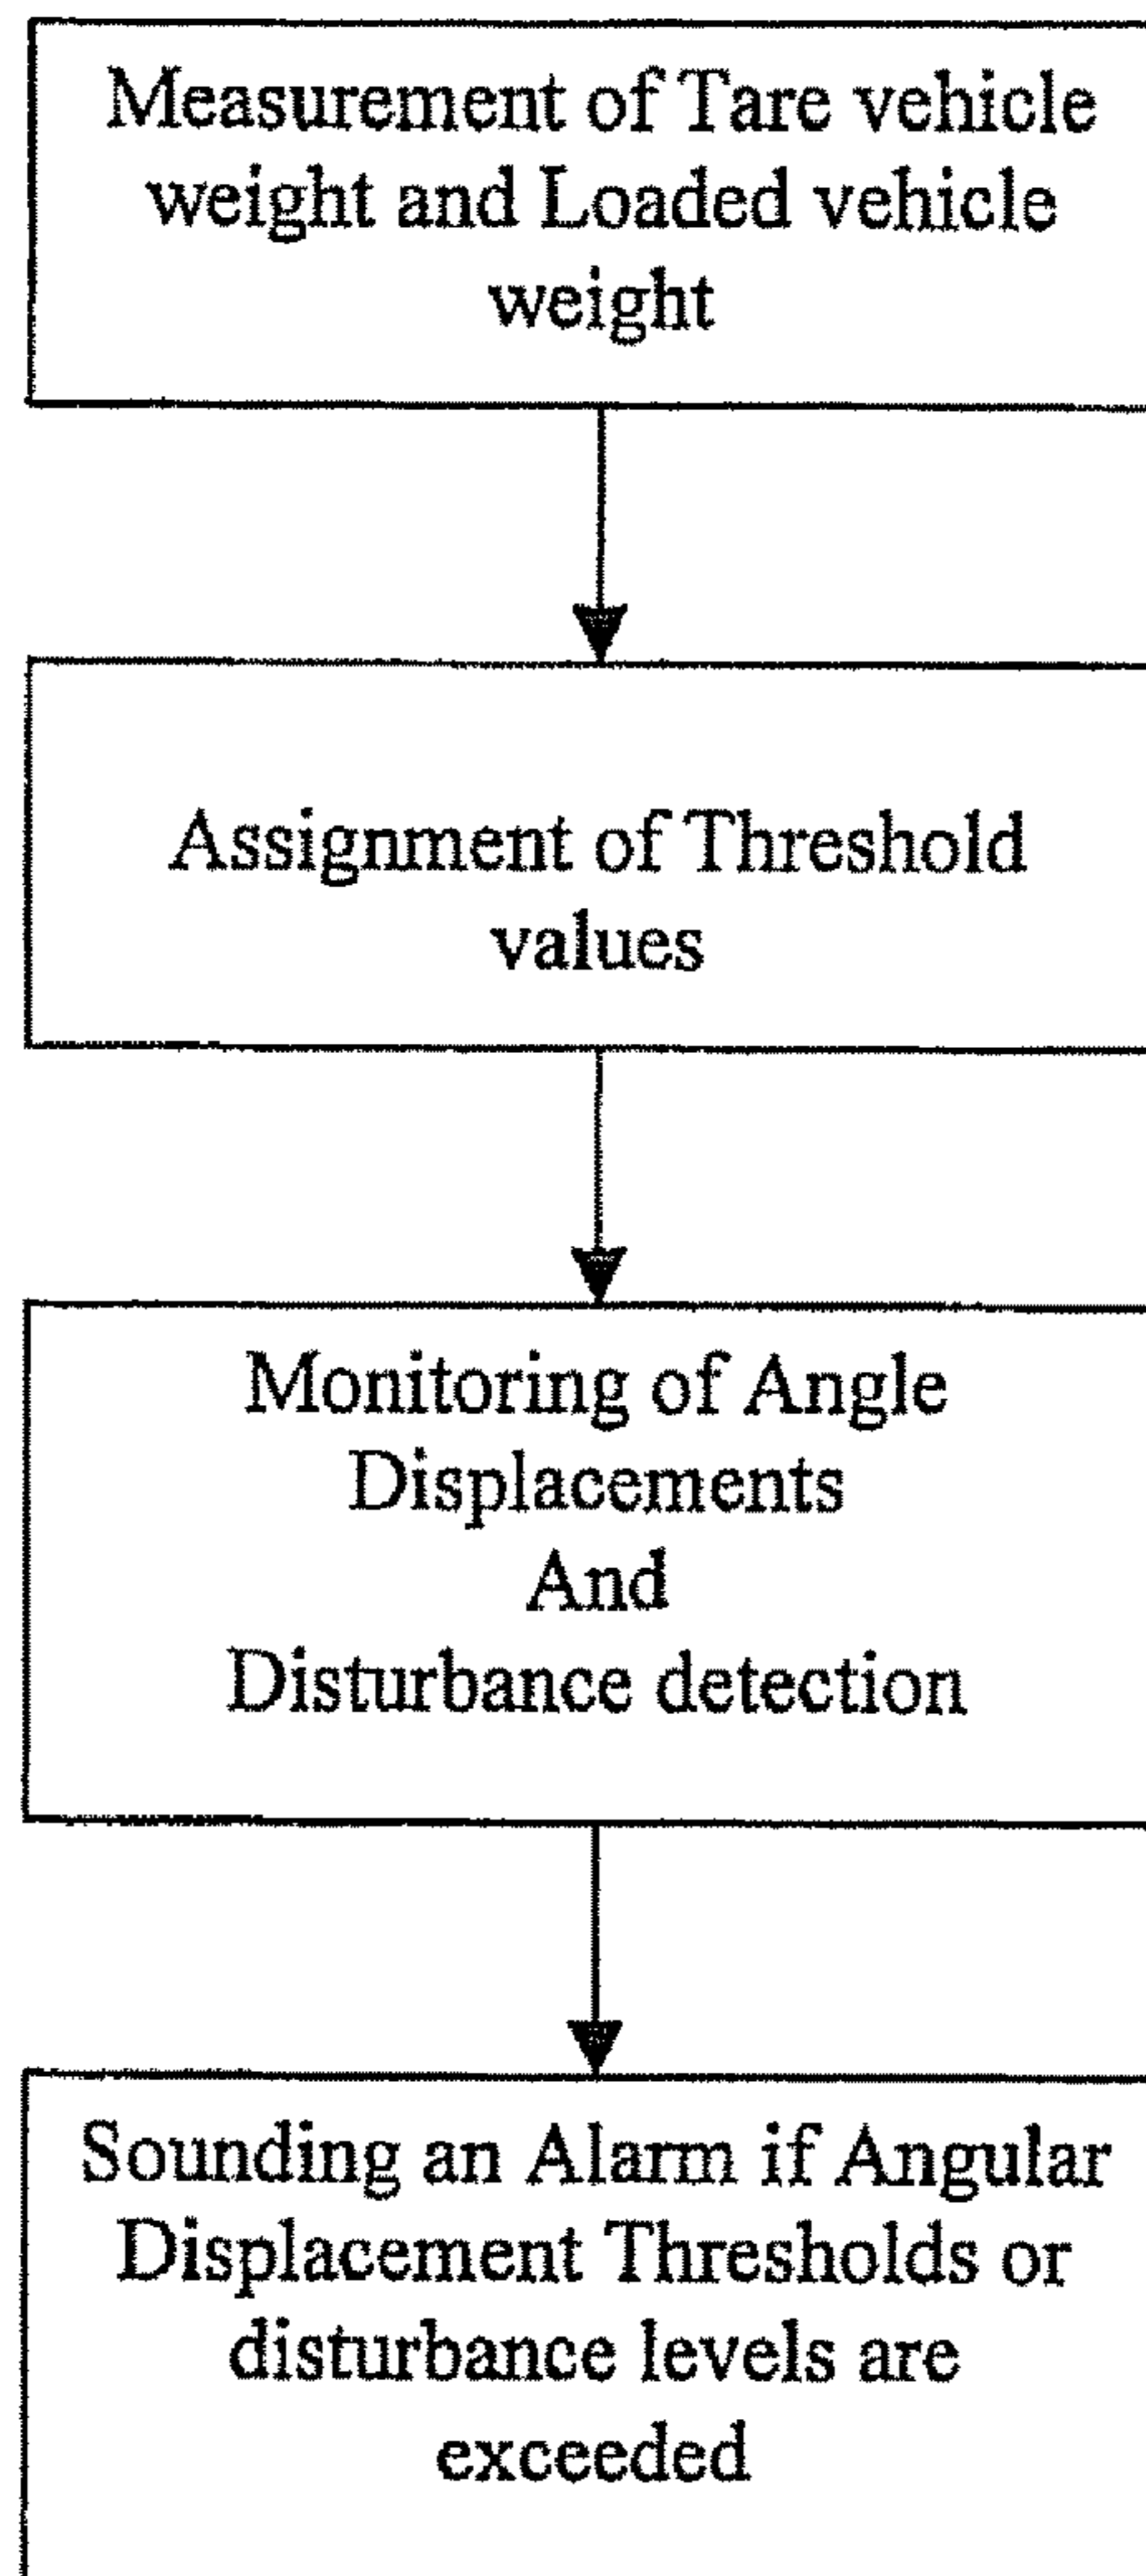 Measurement of Tare vehicle
weight and Loaded vehicle
weight
Assignment of Threshold
values
Monitoring of Angle
Displacements
And
Disturbance detection
Sounding an Alarm if Angular
Displacement Thresholds or
disturbance levels are
exceeded